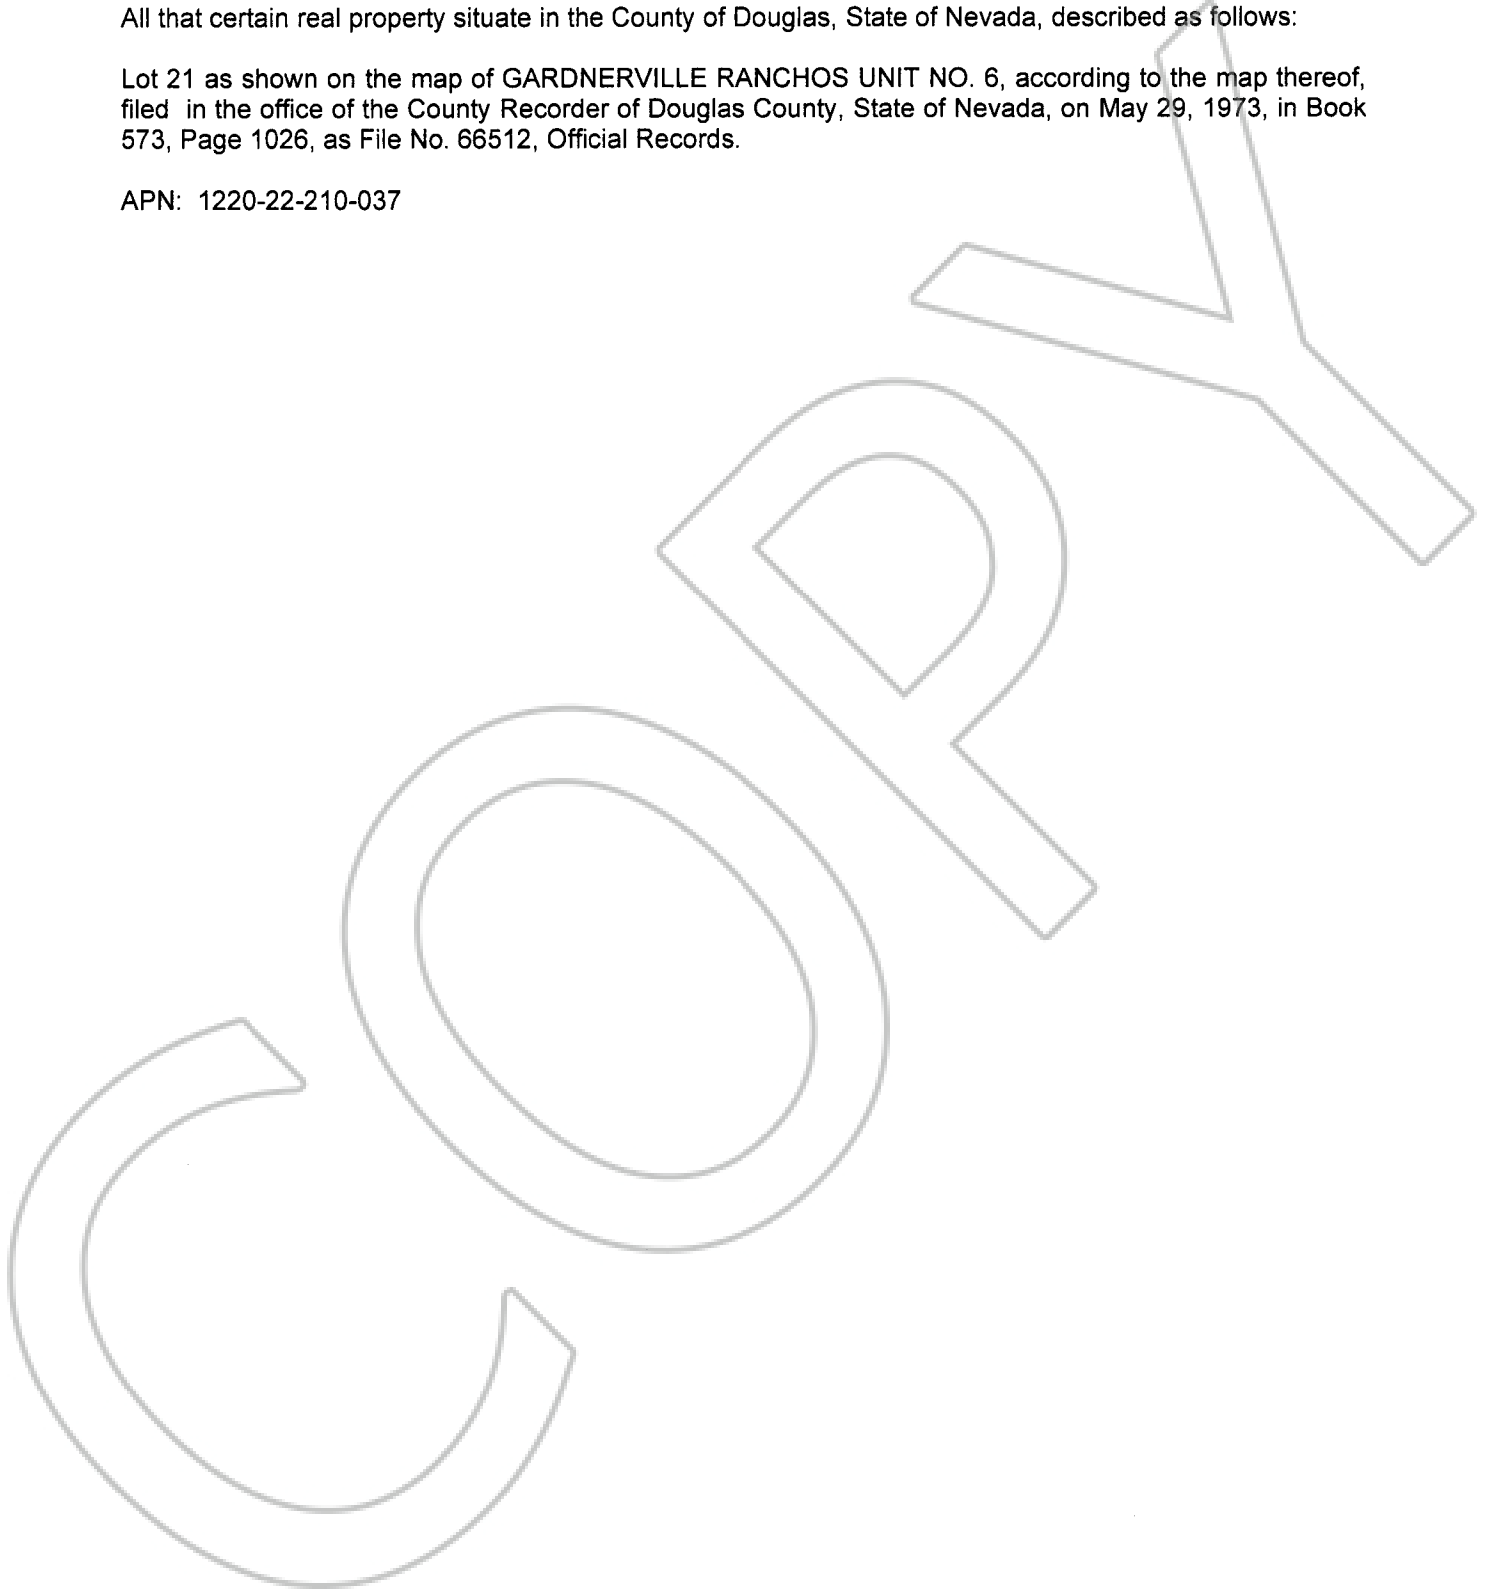 All that certain real property situate in the County of Douglas, State of Nevada, described as follows:
Lot 21 as shown on the map of GARDNERVILLE RANCHOS UNIT NO. 6, according to the map thereof,
filed in the office of the County Recorder of Douglas County, State of Nevada, on May 29, 1973, in Book
573, Page 1026, as File No. 66512, Official Records.
APN: 1220-22-210-037
COPY